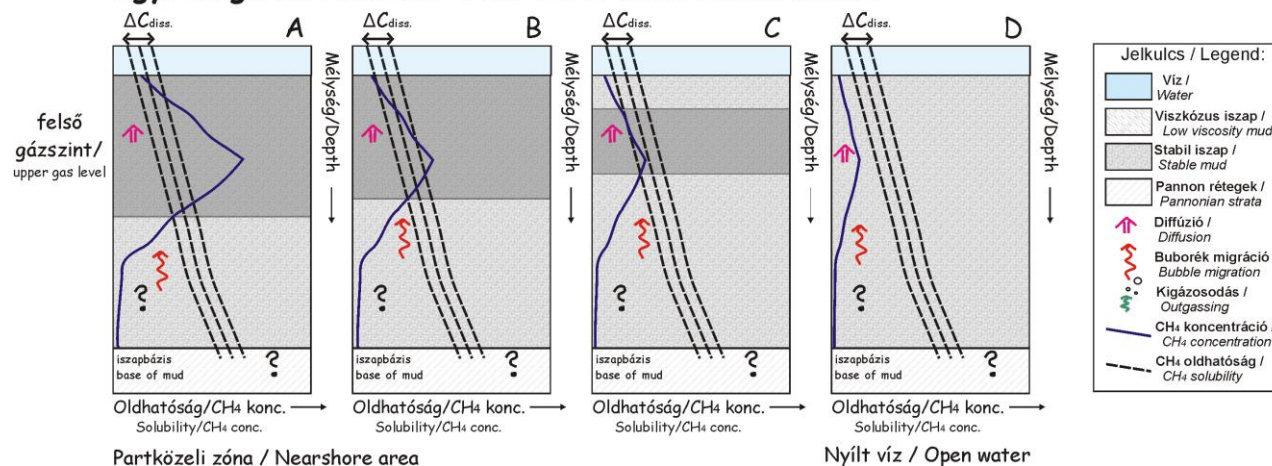 ΔCdiss. A
ΔCdiss. B
ΔCdiss. C
ΔCdiss. D
felső
gázszint/
upper gas level
Mélység/Depth
Mélység/Depth
Mélység/Depth
Mélység/Depth
?
?
?
?
?
?
?
iszapbázis
base of mud
iszapbázis
base of mud
iszapbázis
base of mud
iszapbázis
base of mud
Oldhatóság/CH4 konc.
Solubility/CH4 conc.
Oldhatóság/CH4 konc.
Solubility/CH4 conc.
Oldhatóság/CH4 konc.
Solubility/CH4 conc.
Oldhatóság/CH4 konc.
Solubility/CH4 conc.
Partközeli zóna / Nearshore area
Nyílt víz / Open water
Jelkulcs / Legend:
Víz /
Water
Viszkózus iszap /
Low viscosity mud
Stabil iszap /
Stable mud
Pannon rétegek /
Pannonian strata
Diffúzió /
Diffusion
Buborék migráció
Bubble migration
Kigázosodás /
Outgassing
CH4 koncentráció /
CH4 concentration
CH4 oldhatóság /
CH4 solubility